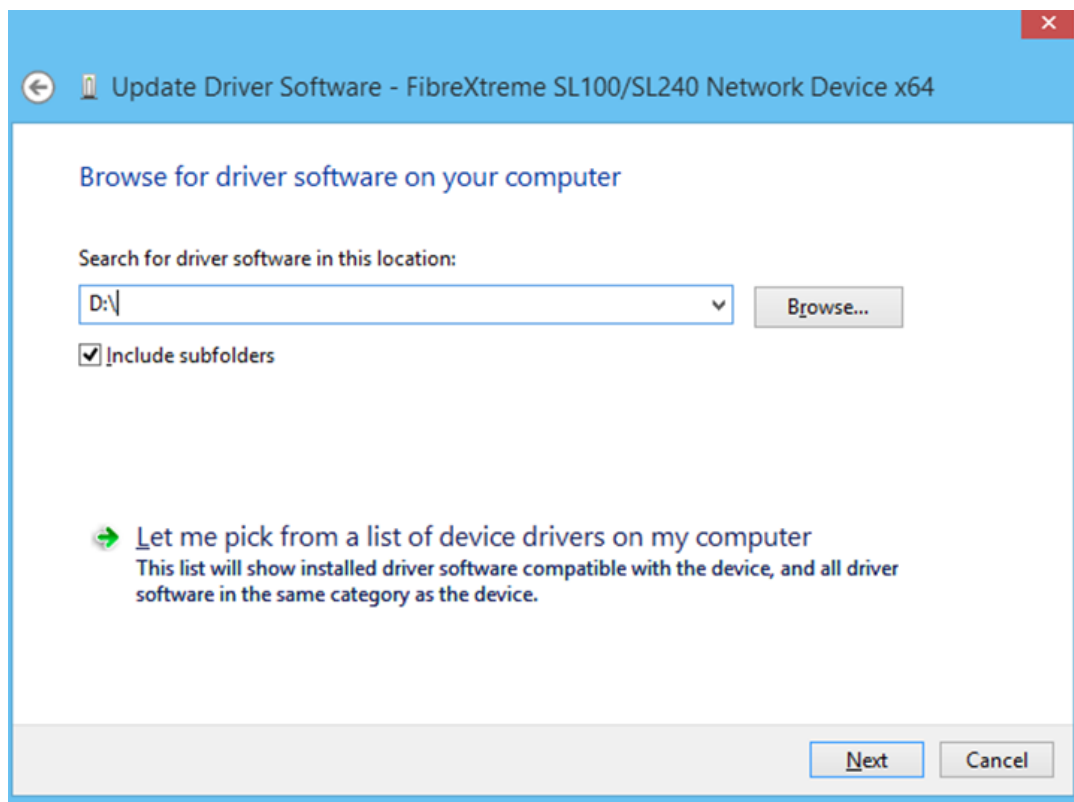 Update Driver Software - FibreXtreme SL100/SL240 Network Device x64
Browse for driver software on your computer
Search for driver software in this location:
D:\
Browse...
Include subfolders
Let me pick from a list of device drivers on my computer
This list will show installed driver software compatible with the device, and all driver
software in the same category as the device.
Next
Cancel